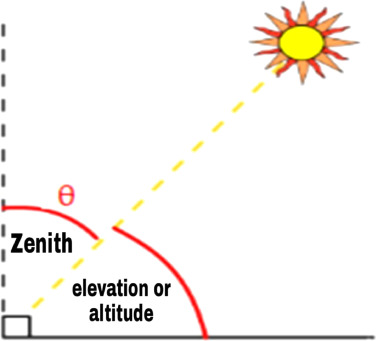 θ
Zenith
elevation or
altitude